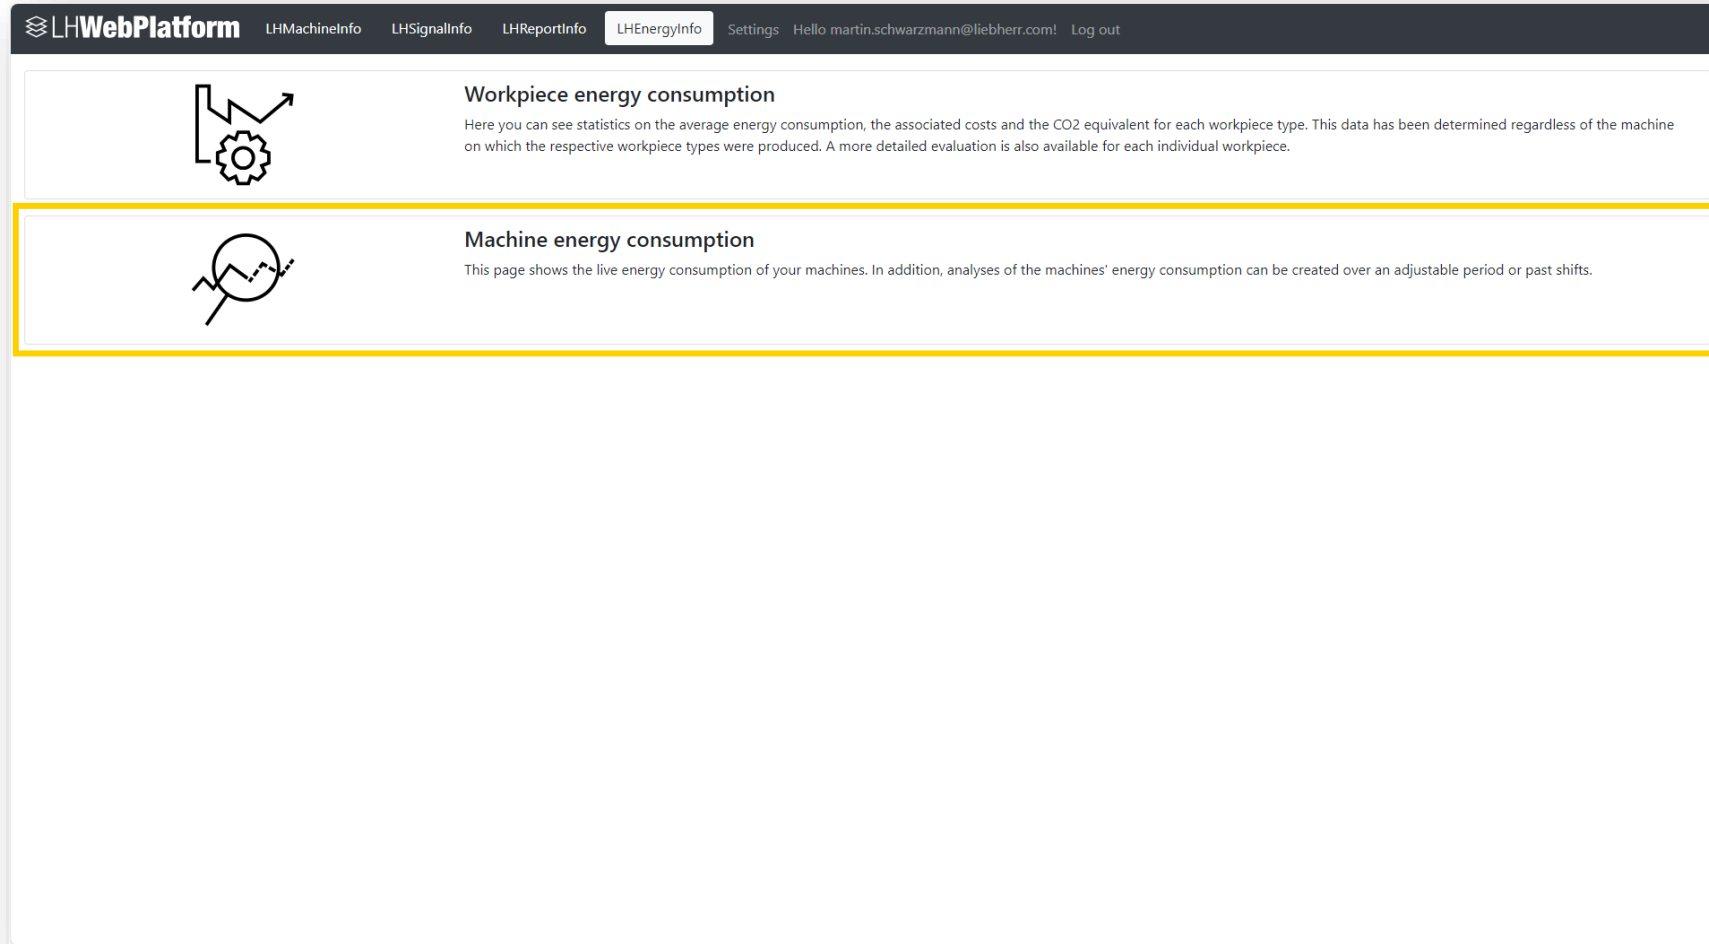 LHWebPlatform LHMachineInfo LHSignalInfo LHReportInfo LHEnergyInfo Settings Hello martin.schwarzmann@liebherr.com! Log out
Workpiece energy consumption
Here you can see statistics on the average energy consumption, the associated costs and the CO2 equivalent for each workpiece type. This data has been determined regardless of the machine
on which the respective workpiece types were produced. A more detailed evaluation is also available for each individual workpiece.
Machine energy consumption
This page shows the live energy consumption of your machines. In addition, analyses of the machines' energy consumption can be created over an adjustable period or past shifts.